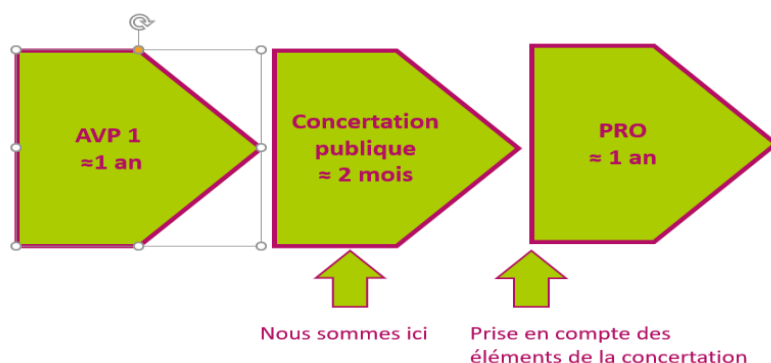 AVP 1
≈1 an
Concertation
publique
≈ 2 mois
PRO
≈ 1 an
Nous sommes ici
Prise en compte des
éléments de la concertation